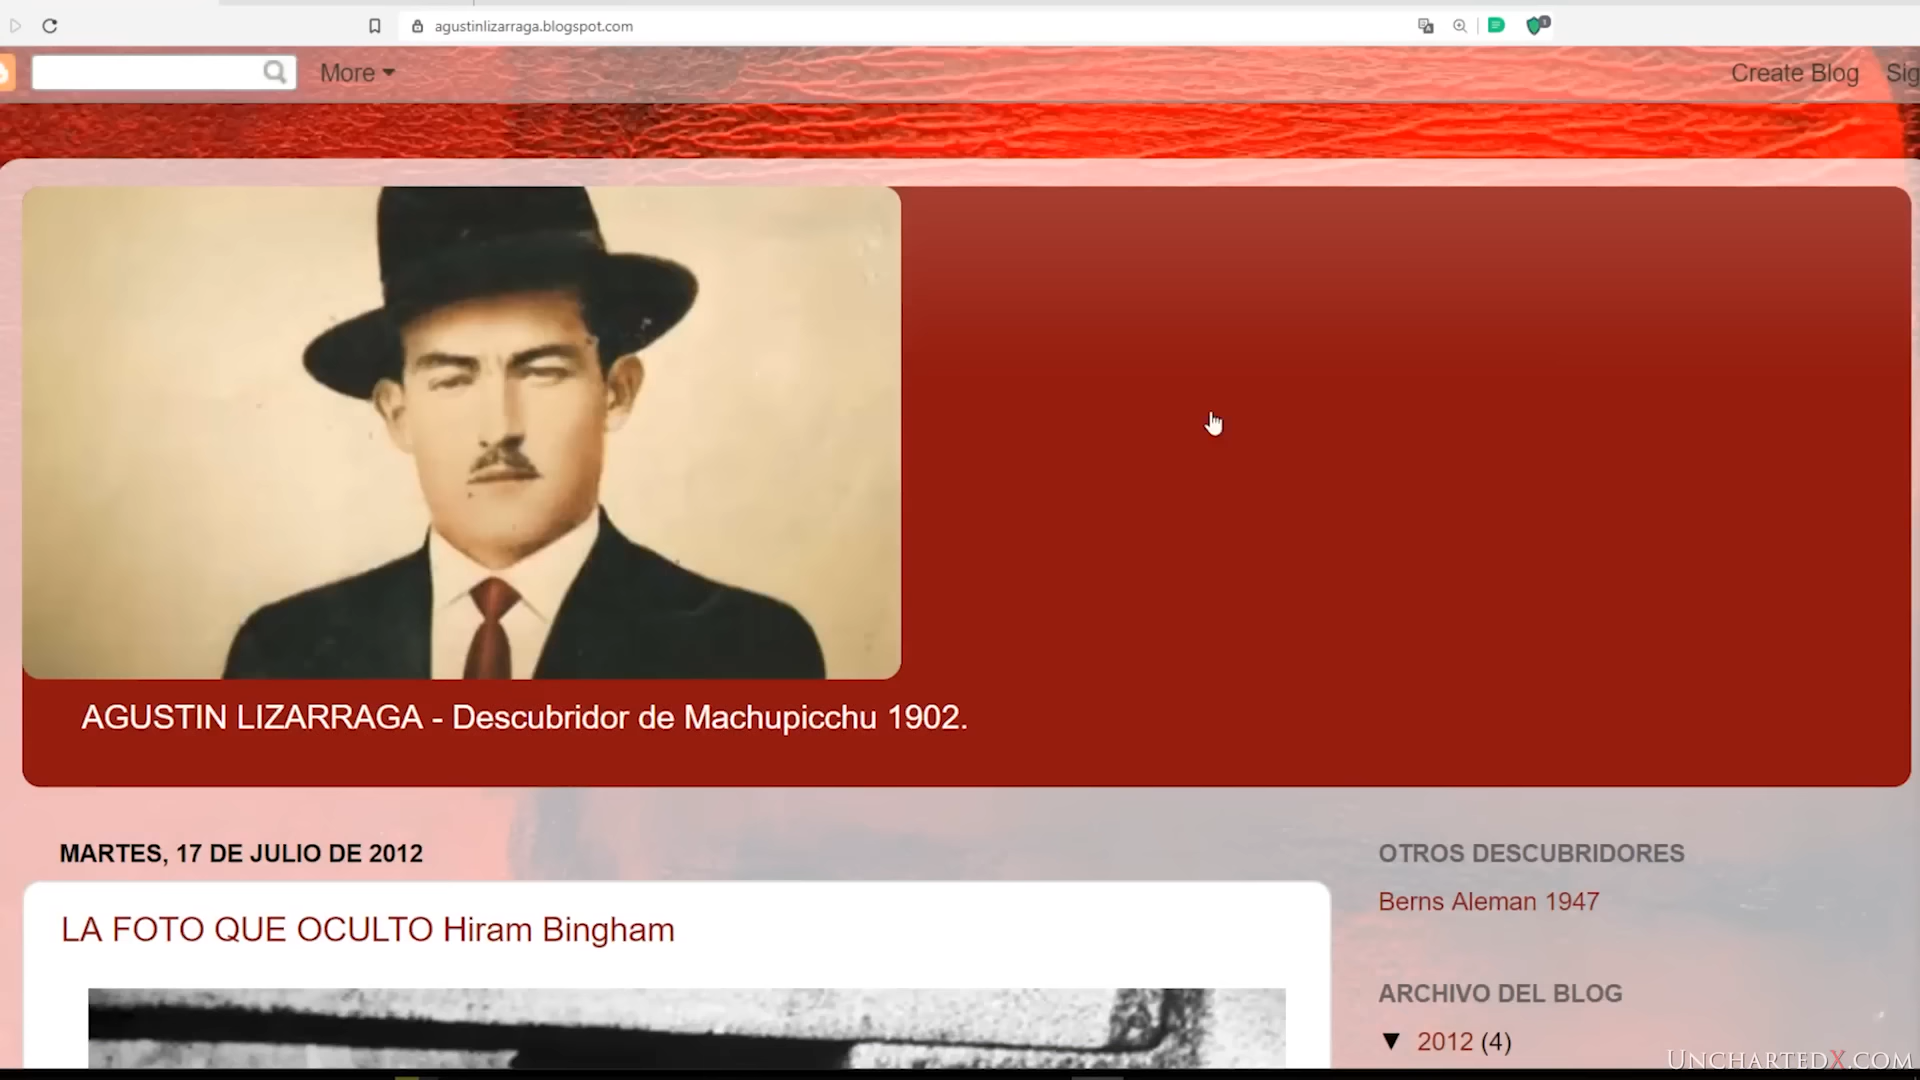 agustinlizarraga.blogspot.com
More
Create Blog
AGUSTIN LIZARRAGA - Descubridor de Machupicchu 1902.
MARTES, 17 DE JULIO DE 2012
OTROS DESCUBRIDORES
Berns Aleman 1947
LA FOTO QUE OCULTO Hiram Bingham
ARCHIVO DEL BLOG
▼ 2012 (4)
UNCHARTEDX.COM